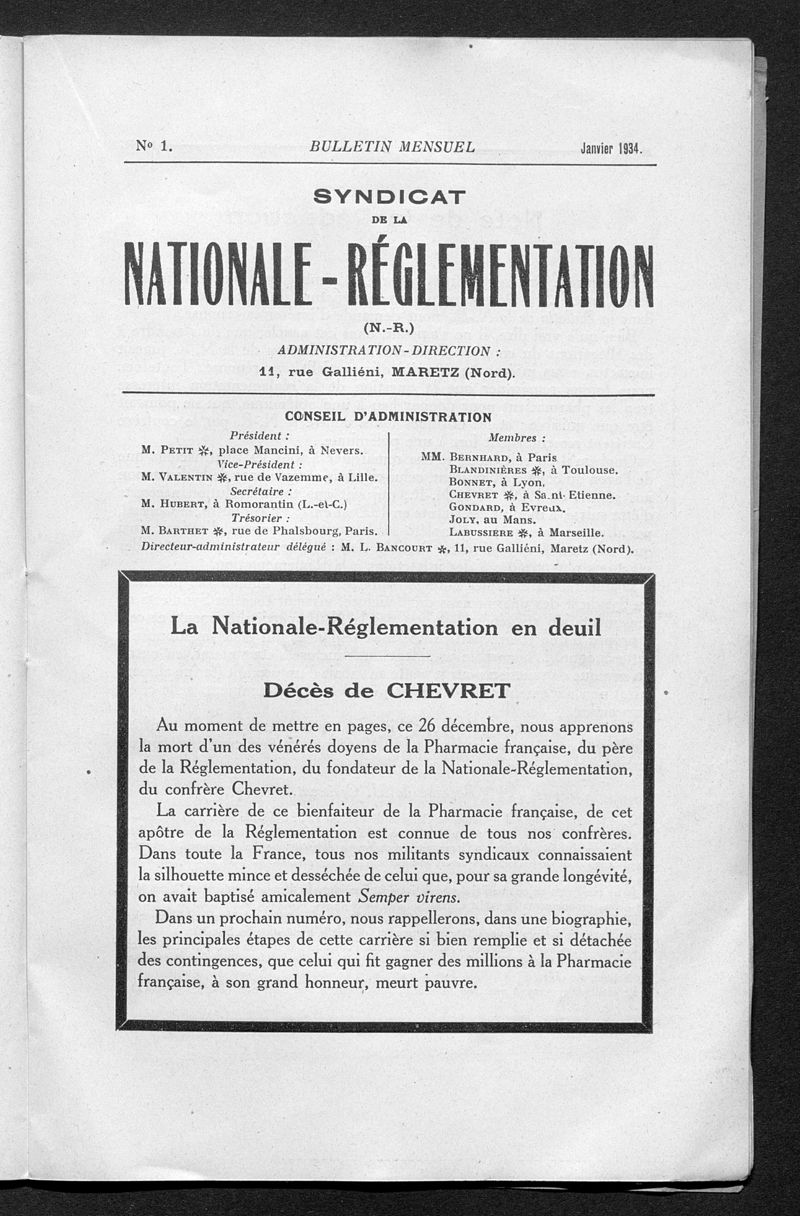 Nº 1. BULLETIN MENSUEL Janvier 1934.
SYNDICAT
DE LA
NATIONALE-RÉGLEMENTATION
(N.-R.)
ADMINISTRATION-DIRECTION :
11, rue Galliéni, MARETZ (Nord).
CONSEIL D'ADMINISTRATION
Président :
M. PETIT ✻, place Mancini, à Nevers.
Vice-Président :
M. VALENTIN ✻, rue de Vazemme, à Lille.
Secrétaire :
M. HUBERT, à Romorantin (L.-et-C.)
Trésorier :
M. BARTHET ✻, rue de Phalsbourg, Paris.
Membres :
MM. BERNHARD, à Paris
BLANDINIÈRES ✻, à Toulouse.
BONNET, à Lyon.
CHEVRET ✻, à Sa nt-Etienne.
GONDARD, à Evreux.
JOLY, au Mans.
LABUSSIERE ✻, à Marseille.
Directeur-administrateur délégué : M. L. BANCOURT ✻, 11, rue Galliéni, Maretz (Nord).
La Nationale-Réglementation en deuil
Décès de CHEVRET
Au moment de mettre en pages, ce 26 décembre, nous apprenons
la mort d'un des vénérés doyens de la Pharmacie française, du père
de la Réglementation, du fondateur de la Nationale-Réglementation,
du confrère Chevret.
La carrière de ce bienfaiteur de la Pharmacie française, de cet
apôtre de la Réglementation est connue de tous nos confrères.
Dans toute la France, tous nos militants syndicaux connaissaient
la silhouette mince et desséchée de celui que, pour sa grande longévité,
on avait baptisé amicalement Semper virens.
Dans un prochain numéro, nous rappellerons, dans une biographie,
les principales étapes de cette carrière si bien remplie et si détachée
des contingences, que celui qui fit gagner des millions à la Pharmacie
française, à son grand honneur, meurt pauvre.